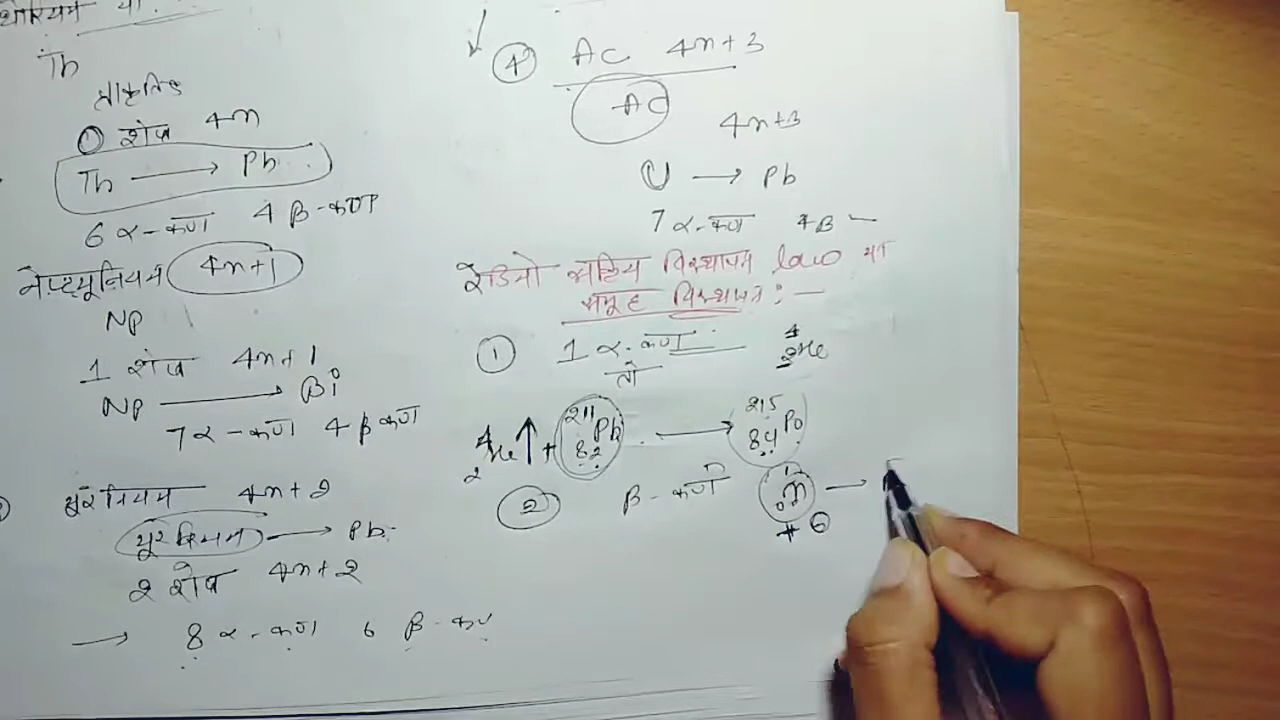 थोरियम
Th
प्राकृतिक
① शेष 4n
Th → Pb
6 α-कण 4 β-कण
नेप्ट्यूनियम 4n+1
NP
1 शेष 4n+1
NP → Bi
7α-कण 4β कण
यूरेनियम 4n+2
→ Pb
2 शेष 4n+2
→ 8 α-कण 6 β-कण
④ Ac 4n+3
Ac
4n+3
U → Pb
7 α-कण 4β —
रेडियो सक्रिय विस्थापन law या
समूह विस्थापन : —
① 1 α-कण ⁴₂He
तो
⁴₂He ↑ + ²¹¹₈₂Pb → ²¹⁵₈₄Po
② β-कण ¹₀n →